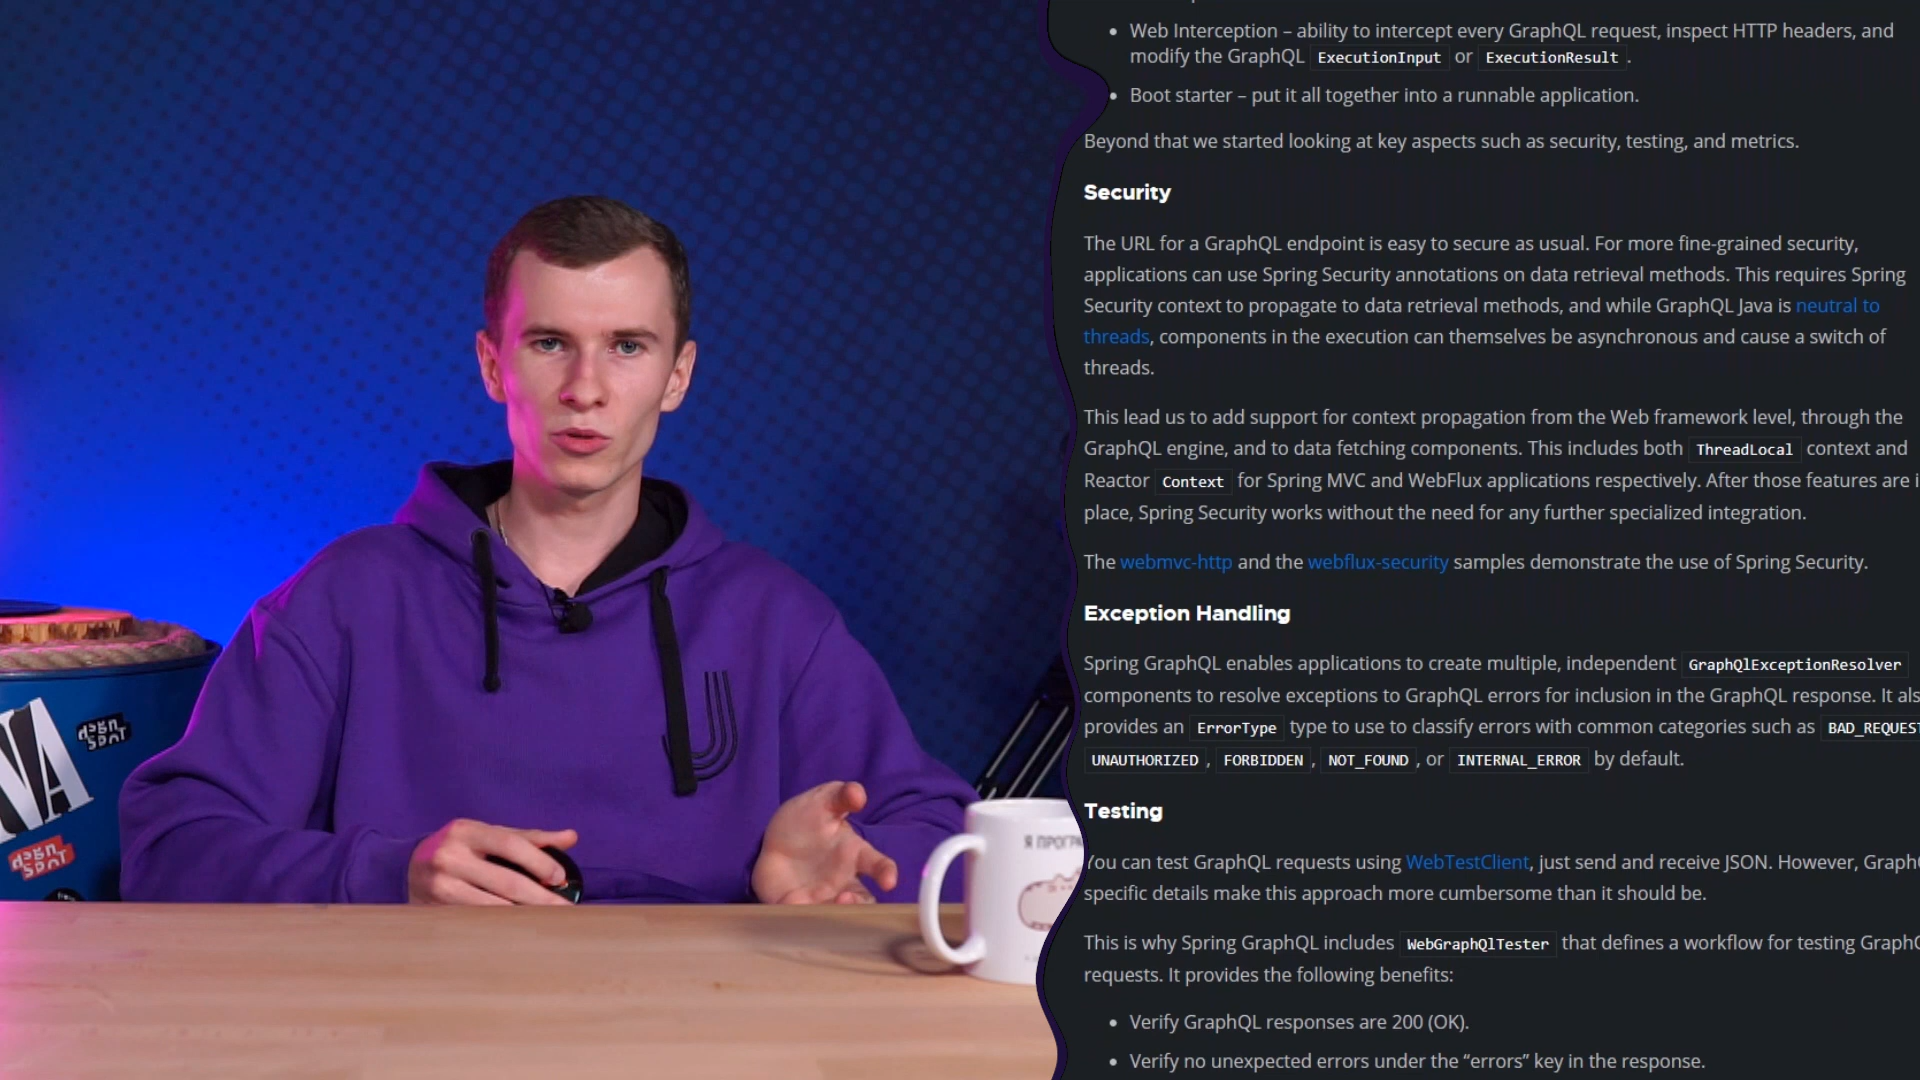 Web Interception – ability to intercept every GraphQL request, inspect HTTP headers, and
modify the GraphQL ExecutionInput or ExecutionResult.
Boot starter – put it all together into a runnable application.
Beyond that we started looking at key aspects such as security, testing, and metrics.
Security
The URL for a GraphQL endpoint is easy to secure as usual. For more fine-grained security,
applications can use Spring Security annotations on data retrieval methods. This requires Spring
Security context to propagate to data retrieval methods, and while GraphQL Java is neutral to
threads, components in the execution can themselves be asynchronous and cause a switch of
threads.
This lead us to add support for context propagation from the Web framework level, through the
GraphQL engine, and to data fetching components. This includes both ThreadLocal context and
Reactor Context for Spring MVC and WebFlux applications respectively. After those features are i
place, Spring Security works without the need for any further specialized integration.
The webmvc-http and the webflux-security samples demonstrate the use of Spring Security.
Exception Handling
Spring GraphQL enables applications to create multiple, independent GraphQlExceptionResolver
components to resolve exceptions to GraphQL errors for inclusion in the GraphQL response. It als
provides an ErrorType type to use to classify errors with common categories such as BAD_REQUEST
UNAUTHORIZED, FORBIDDEN, NOT_FOUND, or INTERNAL_ERROR by default.
Testing
You can test GraphQL requests using WebTestClient, just send and receive JSON. However, GraphQ
specific details make this approach more cumbersome than it should be.
This is why Spring GraphQL includes WebGraphQlTester that defines a workflow for testing GraphQ
requests. It provides the following benefits:
Verify GraphQL responses are 200 (OK).
Verify no unexpected errors under the “errors” key in the response.
NA
dsgn
spot
dsgn
spot
Я ПРОГР